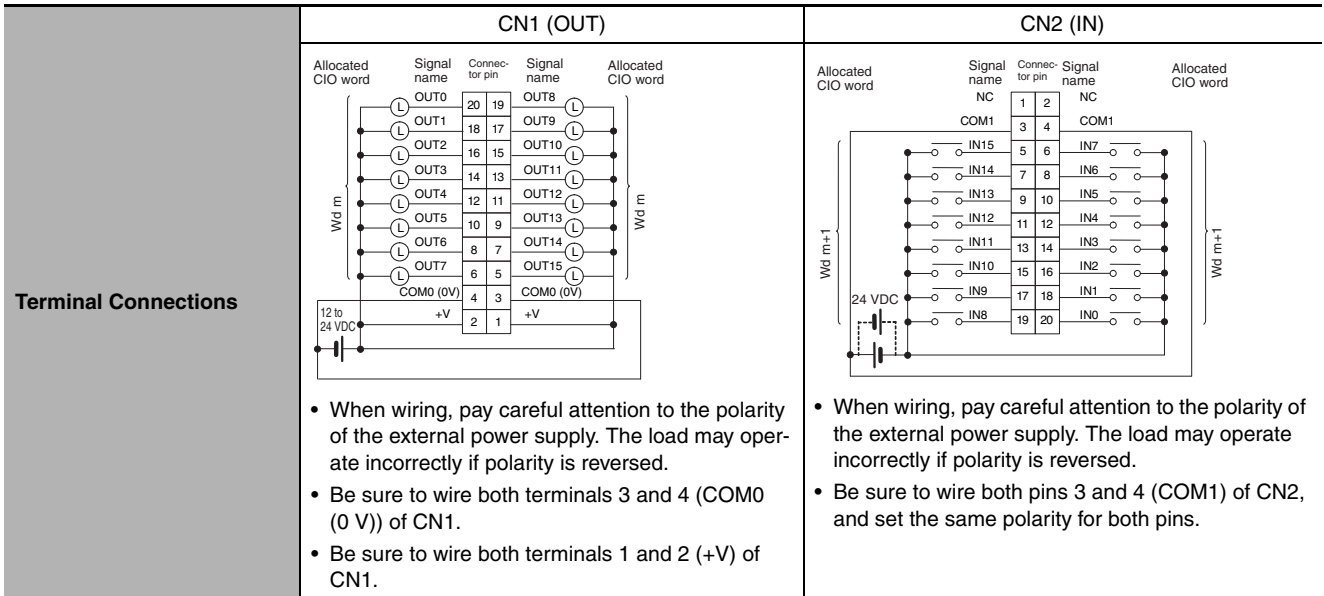 CN1 (OUT)
CN2 (IN)
Terminal Connections
Allocated
CIO word
Signal
name
Connec-
tor pin
Signal
name
Allocated
CIO word
OUT0 20 19 OUT8
L L
OUT1 18 17 OUT9
L L
OUT2 16 15 OUT10
L L
OUT3 14 13 OUT11
L L
OUT4 12 11 OUT12
L L
OUT5 10 9 OUT13
L L
OUT6 8 7 OUT14
L L
OUT7 6 5 OUT15
L L
COM0 (0V) 4 3 COM0 (0V)
+V 2 1 +V
Wd m
Wd m
12 to
24 VDC
• When wiring, pay careful attention to the polarity
of the external power supply. The load may oper-
ate incorrectly if polarity is reversed.
• Be sure to wire both terminals 3 and 4 (COM0
(0 V)) of CN1.
• Be sure to wire both terminals 1 and 2 (+V) of
CN1.
Allocated
CIO word
Signal
name
Connec-
tor pin
Signal
name
Allocated
CIO word
NC 1 2 NC
COM1 3 4 COM1
IN15 5 6 IN7
IN14 7 8 IN6
IN13 9 10 IN5
IN12 11 12 IN4
IN11 13 14 IN3
IN10 15 16 IN2
IN9 17 18 IN1
IN8 19 20 IN0
Wd m+1
Wd m+1
24 VDC
• When wiring, pay careful attention to the polarity of
the external power supply. The load may operate
incorrectly if polarity is reversed.
• Be sure to wire both pins 3 and 4 (COM1) of CN2,
and set the same polarity for both pins.